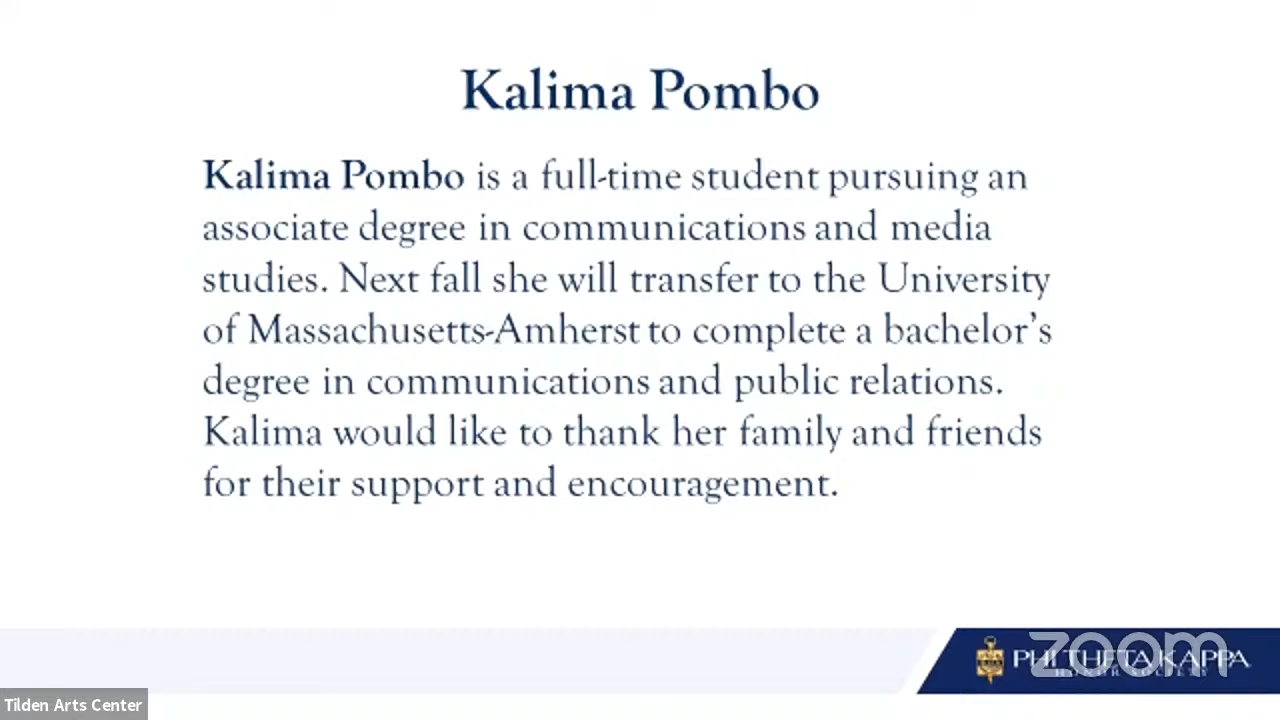 Kalima Pombo
Kalima Pombo is a full-time student pursuing an
associate degree in communications and media
studies. Next fall she will transfer to the University
of Massachusetts-Amherst to complete a bachelor's
degree in communications and public relations.
Kalima would like to thank her family and friends
for their support and encouragement.
zoom
PHI THETA KAPPA
HONOR SOCIETY
Tilden Arts Center